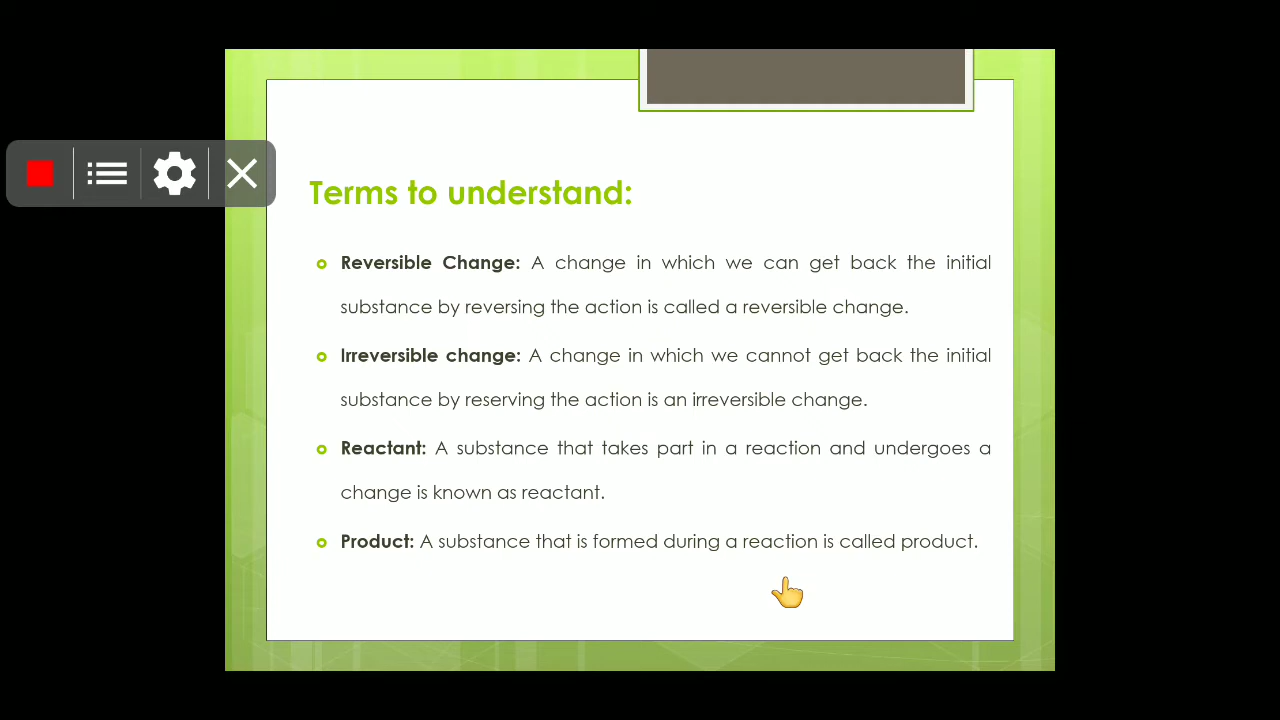 Terms to understand:
Reversible Change: A change in which we can get back the initial
substance by reversing the action is called a reversible change.
Irreversible change: A change in which we cannot get back the initial
substance by reserving the action is an irreversible change.
Reactant: A substance that takes part in a reaction and undergoes a
change is known as reactant.
Product: A substance that is formed during a reaction is called product.